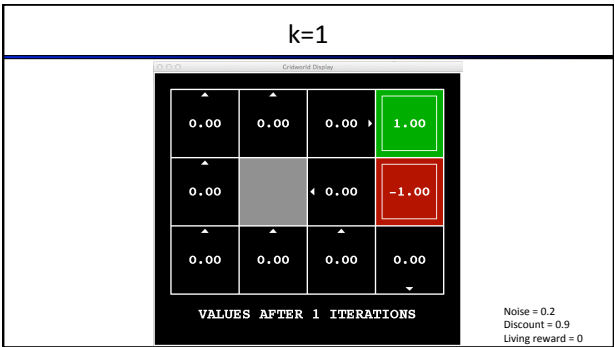 k=1
Gridworld Display
0.00 0.00 0.00 1.00
0.00 0.00 -1.00
0.00 0.00 0.00 0.00
VALUES AFTER 1 ITERATIONS
Noise = 0.2
Discount = 0.9
Living reward = 0